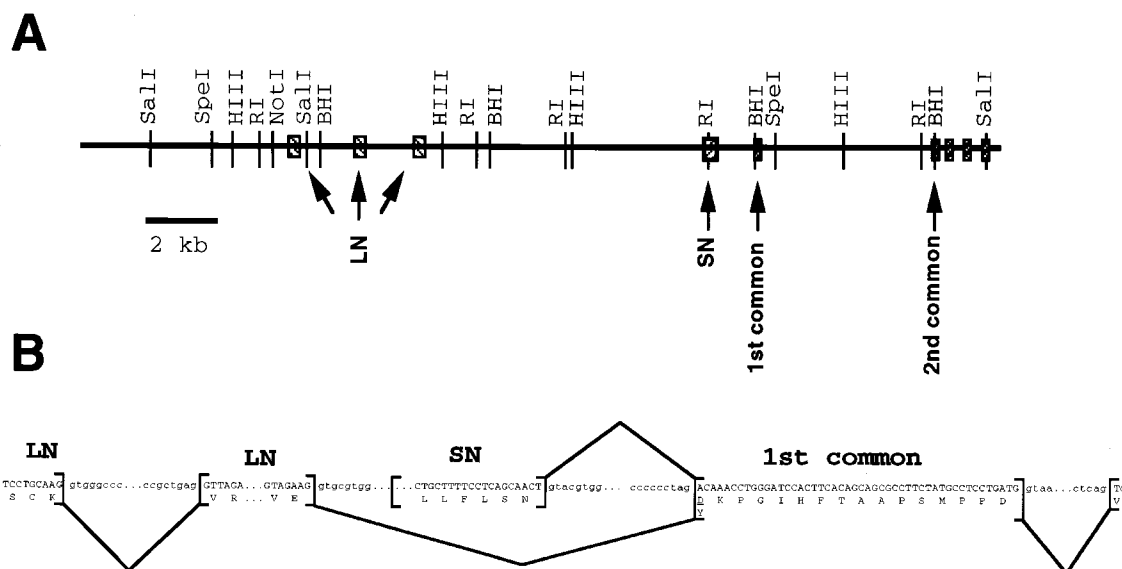 A
SalI SpeI HIII RI NotI SalI BHI HIII RI BHI RI HIII RI BHI SpeI HIII RI BHI SalI
2 kb
LN
SN
1st common
2nd common
B
LN LN SN 1st common
TCCTGCAAG gtgggcccc...ccgctgag GTTAGA...GTAGAAG gtgcgtgg... ...CTGCTTTTCCTCAGCAACT gtacgtgg... cccccctag ACAAACCTGGGATCCACTTCACAGCAGCGCCTTCTATGCCTCCTGATG gtaa...ctcag
S C K V R ...V E L L F L S N D K P G I H F T A A P S M P P D V
Y